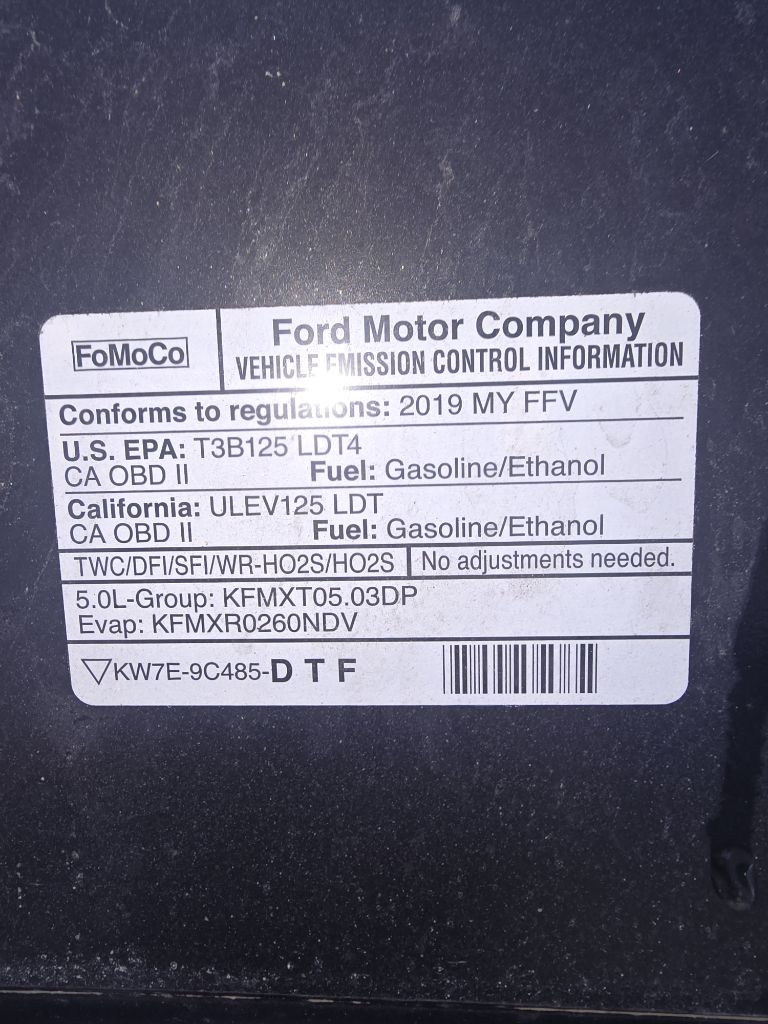 FoMoCo
Ford Motor Company
VEHICLE EMISSION CONTROL INFORMATION
Conforms to regulations: 2019 MY FFV
U.S. EPA: T3B125 LDT4
CA OBD II Fuel: Gasoline/Ethanol
California: ULEV125 LDT
CA OBD II Fuel: Gasoline/Ethanol
TWC/DFI/SFI/WR-HO2S/HO2S No adjustments needed.
5.0L-Group: KFMXT05.03DP
Evap: KFMXR0260NDV
KW7E-9C485-D T F